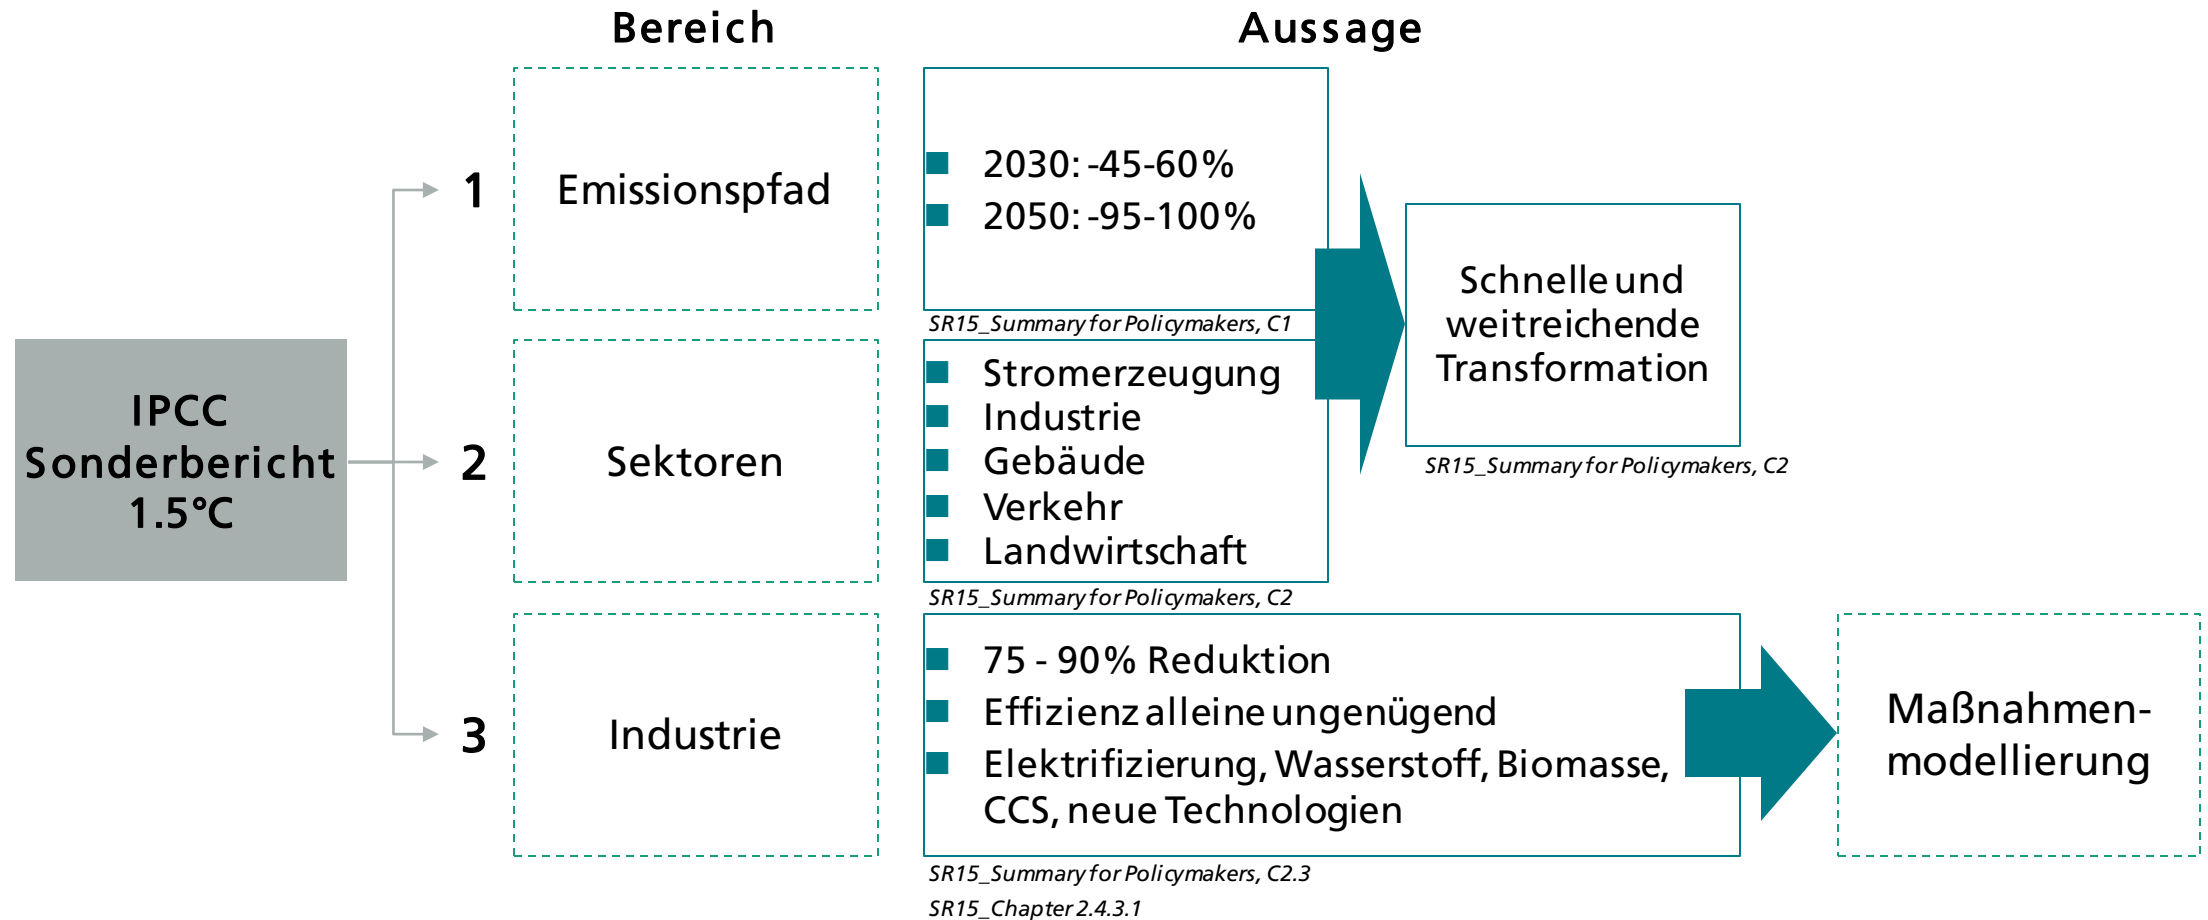 Bereich
Aussage
IPCC
Sonderbericht
1.5°C
1
Emissionspfad
2030: -45-60%
2050: -95-100%
SR15_Summary for Policymakers, C1
2
Sektoren
Stromerzeugung
Industrie
Gebäude
Verkehr
Landwirtschaft
SR15_Summary for Policymakers, C2
Schnelle und
weitreichende
Transformation
SR15_Summary for Policymakers, C2
3
Industrie
75 - 90% Reduktion
Effizienz alleine ungenügend
Elektrifizierung, Wasserstoff, Biomasse,
CCS, neue Technologien
SR15_Summary for Policymakers, C2.3
SR15_Chapter 2.4.3.1
Maßnahmen-
modellierung